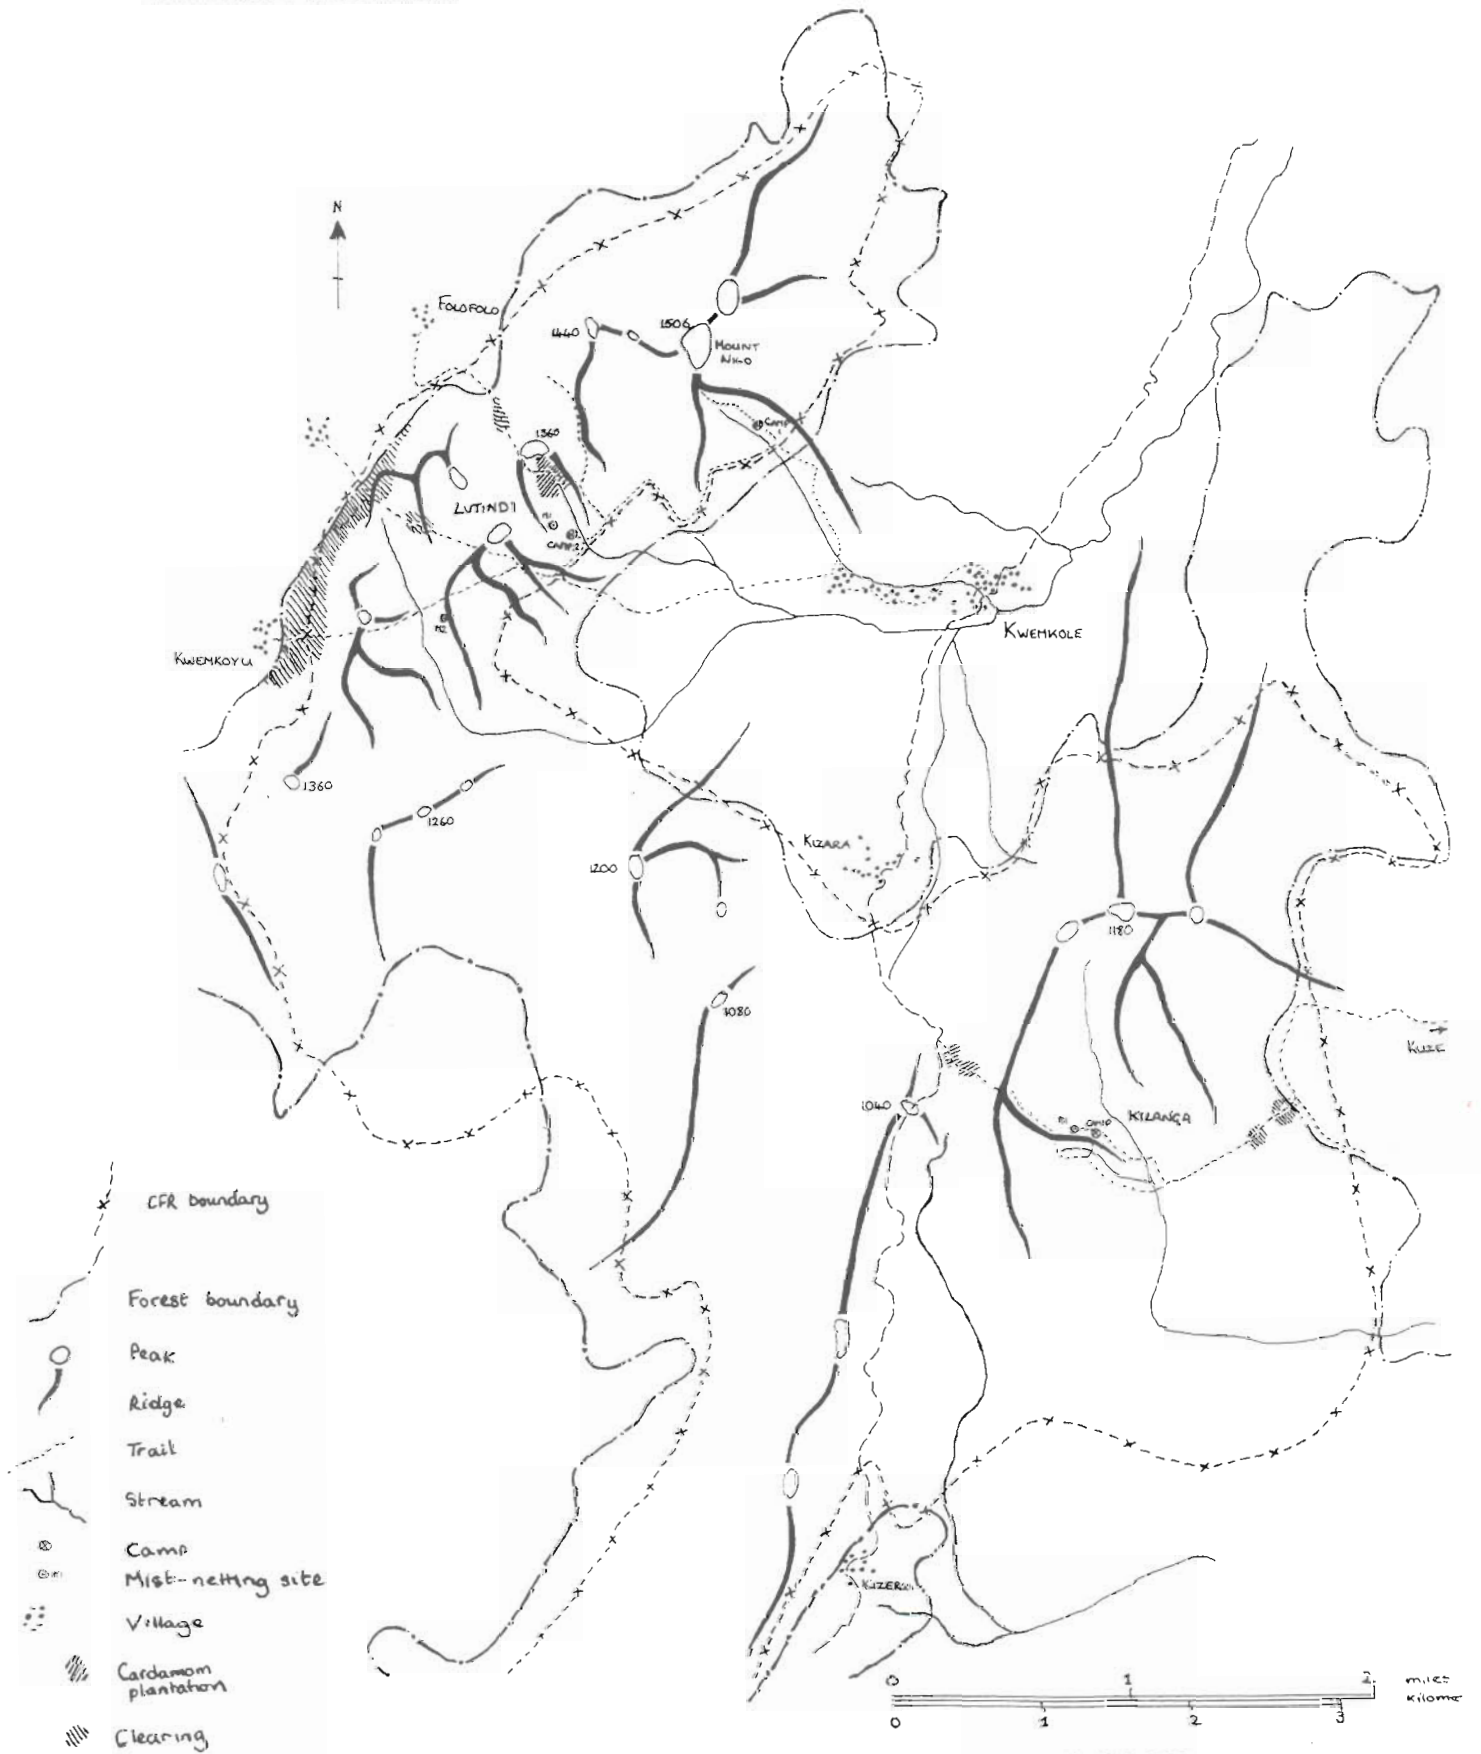 N
FOLOFOLO
1440
1506
MOUNT
NILO
CAMP
1
1360
LUTINDI
M
CAMP 2
M
KWEMKOYU
KWEMKOLE
1360
1260
1200
KIZARA
1180
1080
KUZE
1040
M
CAMP
KILANGA
CFR boundary
Forest boundary
Peak
Ridge
Trail
Stream
Camp
M
Mist-netting site
Village
Cardamom
plantation
Clearing
0 1 2 miles
0 1 2 3